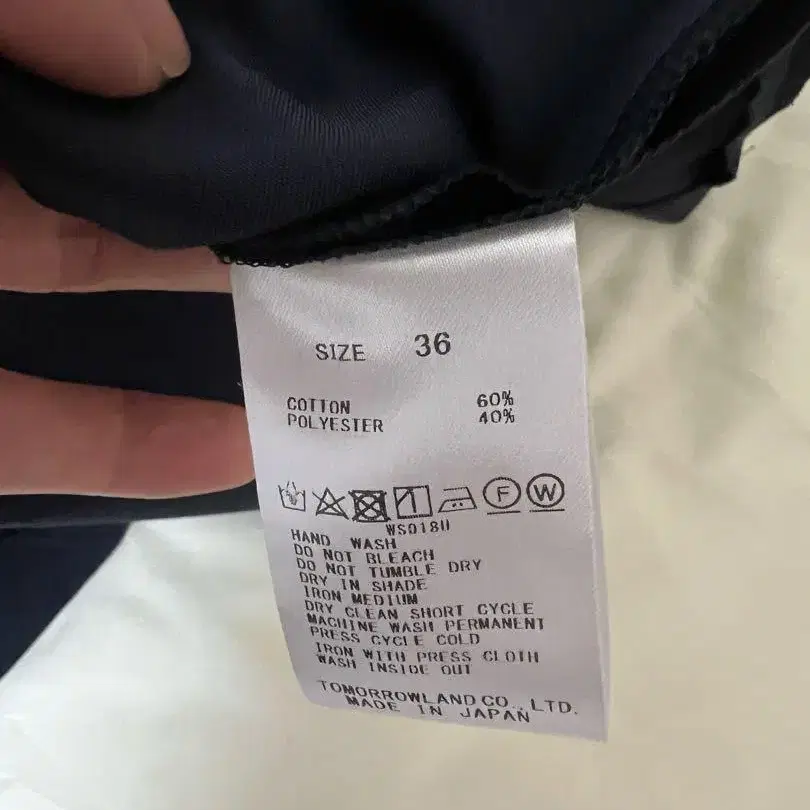 SIZE 36
COTTON 60%
POLYESTER 40%
F W
WS018U
HAND WASH
DO NOT BLEACH
DO NOT TUMBLE DRY
DRY IN SHADE
IRON MEDIUM
DRY CLEAN SHORT CYCLE
MACHINE WASH PERMANENT
PRESS CYCLE COLD
IRON WITH PRESS CLOTH
WASH INSIDE OUT
TOMORROWLAND CO., LTD.
MADE IN JAPAN